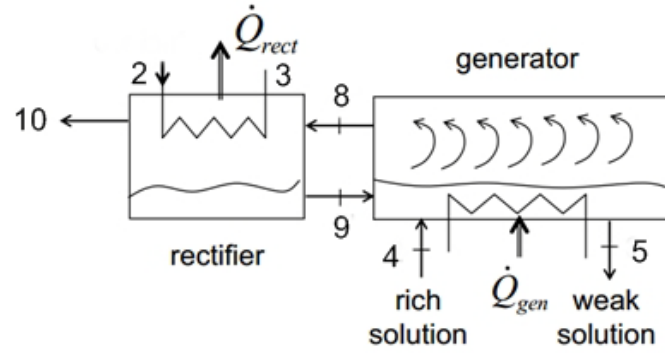 Q̇rect
generator
2
3
8
10
9
rectifier
4
5
rich
solution
Q̇gen
weak
solution